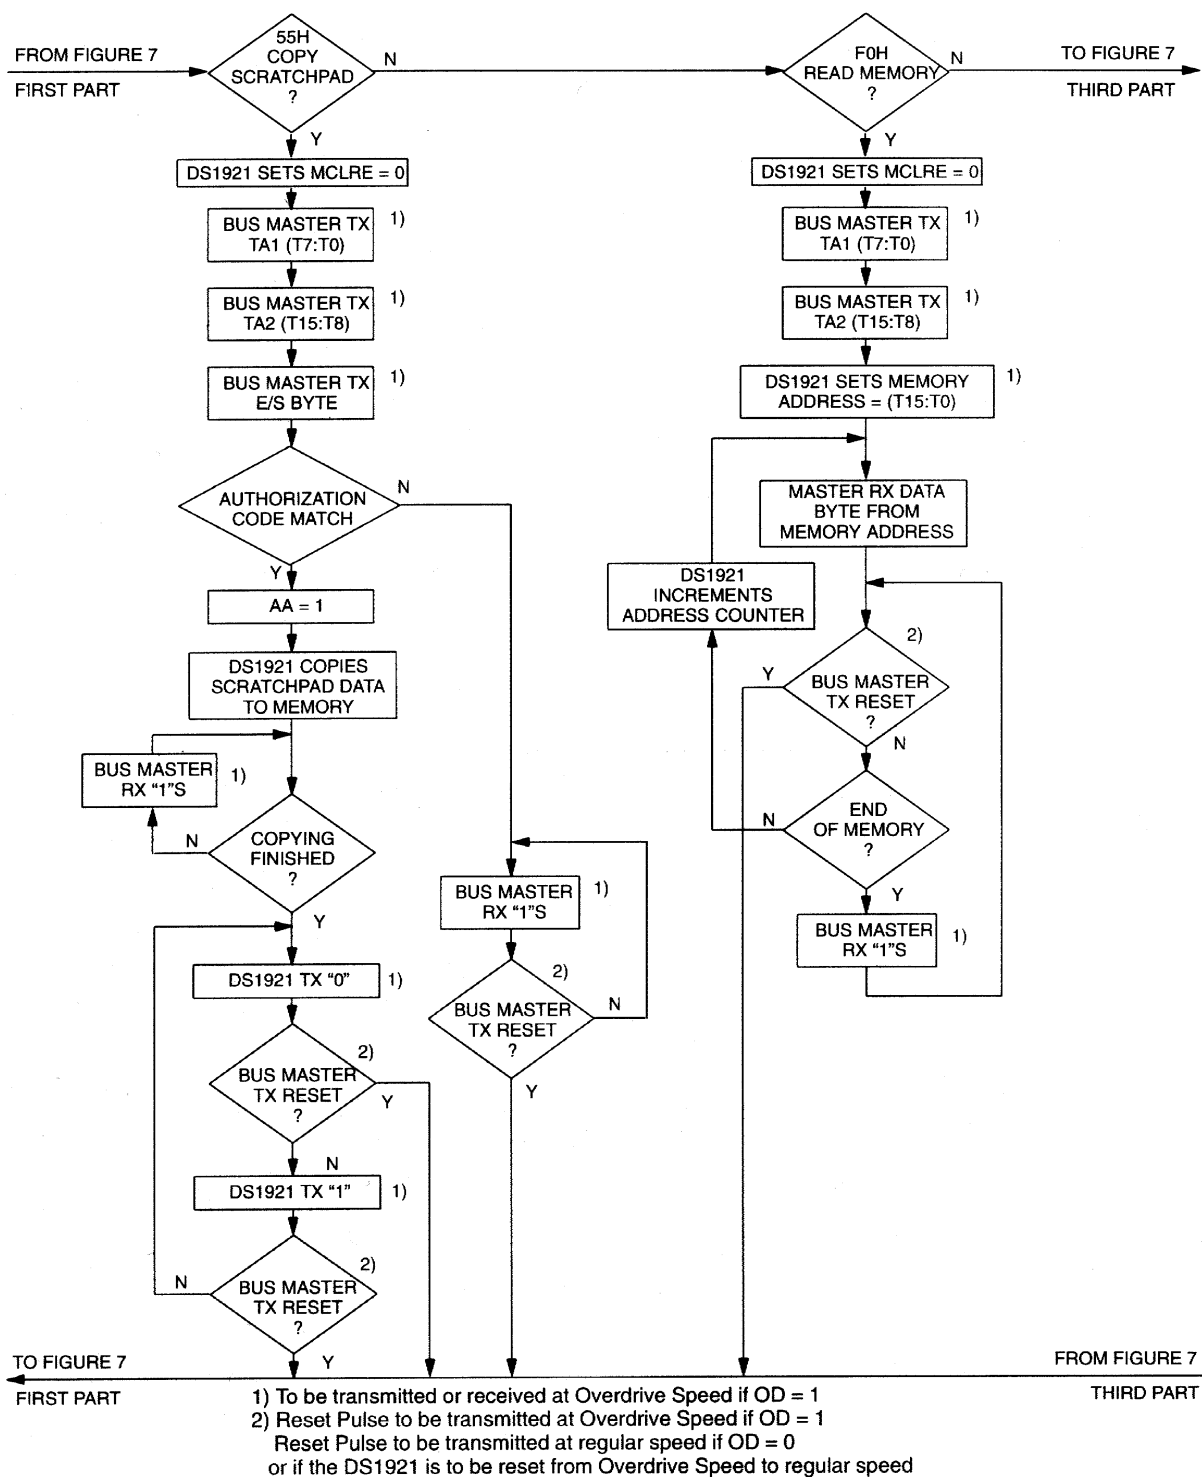 FROM FIGURE 7
FIRST PART
55H
COPY
SCRATCHPAD
?
N
Y
DS1921 SETS MCLRE = 0
BUS MASTER TX
TA1 (T7:T0)
1)
BUS MASTER TX
TA2 (T15:T8)
1)
BUS MASTER TX
E/S BYTE
1)
AUTHORIZATION
CODE MATCH
N
Y
AA = 1
DS1921 COPIES
SCRATCHPAD DATA
TO MEMORY
BUS MASTER
RX “1”S
1)
COPYING
FINISHED
?
N
Y
DS1921 TX “0”
1)
BUS MASTER
TX RESET
?
2)
Y
N
DS1921 TX “1”
1)
BUS MASTER
TX RESET
?
2)
N
Y
BUS MASTER
RX “1”S
1)
BUS MASTER
TX RESET
?
2)
N
Y
F0H
READ MEMORY
?
N
Y
TO FIGURE 7
THIRD PART
DS1921 SETS MCLRE = 0
BUS MASTER TX
TA1 (T7:T0)
1)
BUS MASTER TX
TA2 (T15:T8)
1)
DS1921 SETS MEMORY
ADDRESS = (T15:T0)
1)
MASTER RX DATA
BYTE FROM
MEMORY ADDRESS
DS1921
INCREMENTS
ADDRESS COUNTER
BUS MASTER
TX RESET
?
2)
Y
N
END
OF MEMORY
?
N
Y
BUS MASTER
RX “1”S
1)
TO FIGURE 7
FIRST PART
FROM FIGURE 7
THIRD PART
1) To be transmitted or received at Overdrive Speed if OD = 1
2) Reset Pulse to be transmitted at Overdrive Speed if OD = 1
Reset Pulse to be transmitted at regular speed if OD = 0
or if the DS1921 is to be reset from Overdrive Speed to regular speed